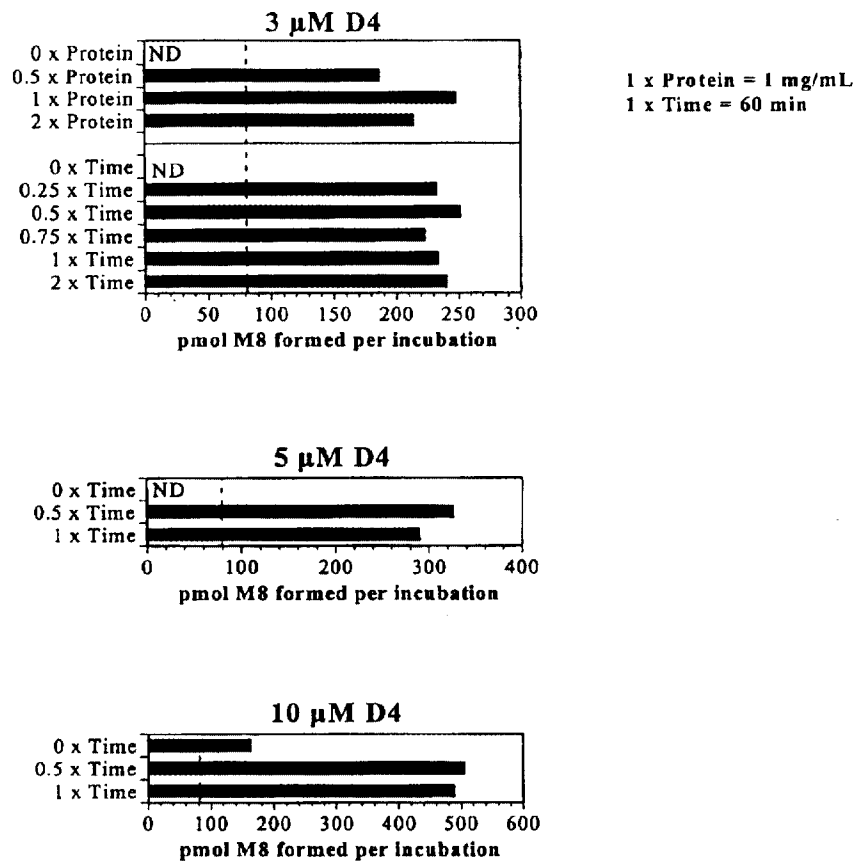 3 µM D4
0 x Protein ND
0.5 x Protein
1 x Protein
2 x Protein
1 x Protein = 1 mg/mL
1 x Time = 60 min
0 x Time ND
0.25 x Time
0.5 x Time
0.75 x Time
1 x Time
2 x Time
0 50 100 150 200 250 300
pmol M8 formed per incubation
5 µM D4
0 x Time ND
0.5 x Time
1 x Time
0 100 200 300 400
pmol M8 formed per incubation
10 µM D4
0 x Time
0.5 x Time
1 x Time
0 100 200 300 400 500 600
pmol M8 formed per incubation